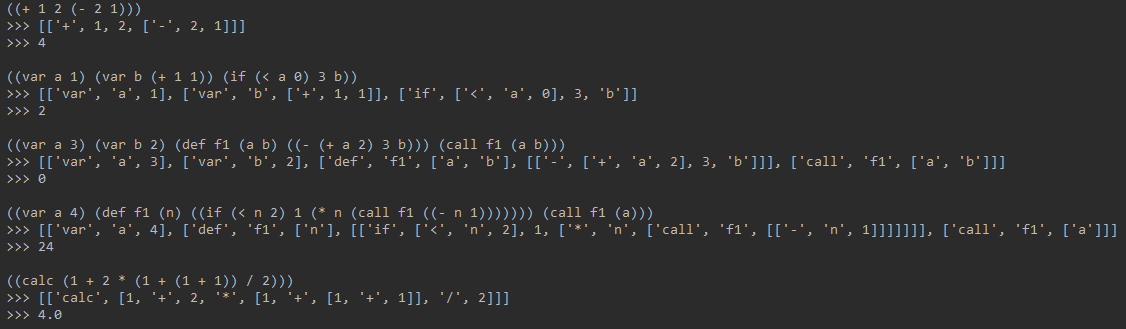 ((+ 1 2 (- 2 1)))
>>> [['+', 1, 2, ['-', 2, 1]]]
>>> 4
((var a 1) (var b (+ 1 1)) (if (< a 0) 3 b))
>>> [['var', 'a', 1], ['var', 'b', ['+', 1, 1]], ['if', ['<', 'a', 0], 3, 'b']]
>>> 2
((var a 3) (var b 2) (def f1 (a b) ((- (+ a 2) 3 b))) (call f1 (a b)))
>>> [['var', 'a', 3], ['var', 'b', 2], ['def', 'f1', ['a', 'b'], [['-', ['+', 'a', 2], 3, 'b']]], ['call', 'f1', ['a', 'b']]]
>>> 0
((var a 4) (def f1 (n) ((if (< n 2) 1 (* n (call f1 ((- n 1))))))) (call f1 (a)))
>>> [['var', 'a', 4], ['def', 'f1', ['n'], [['if', ['<', 'n', 2], 1, ['*', 'n', ['call', 'f1', [['-', 'n', 1]]]]]]], ['call', 'f1', ['a']]]
>>> 24
((calc (1 + 2 * (1 + (1 + 1)) / 2)))
>>> [['calc', [1, '+', 2, '*', [1, '+', [1, '+', 1]], '/', 2]]]
>>> 4.0